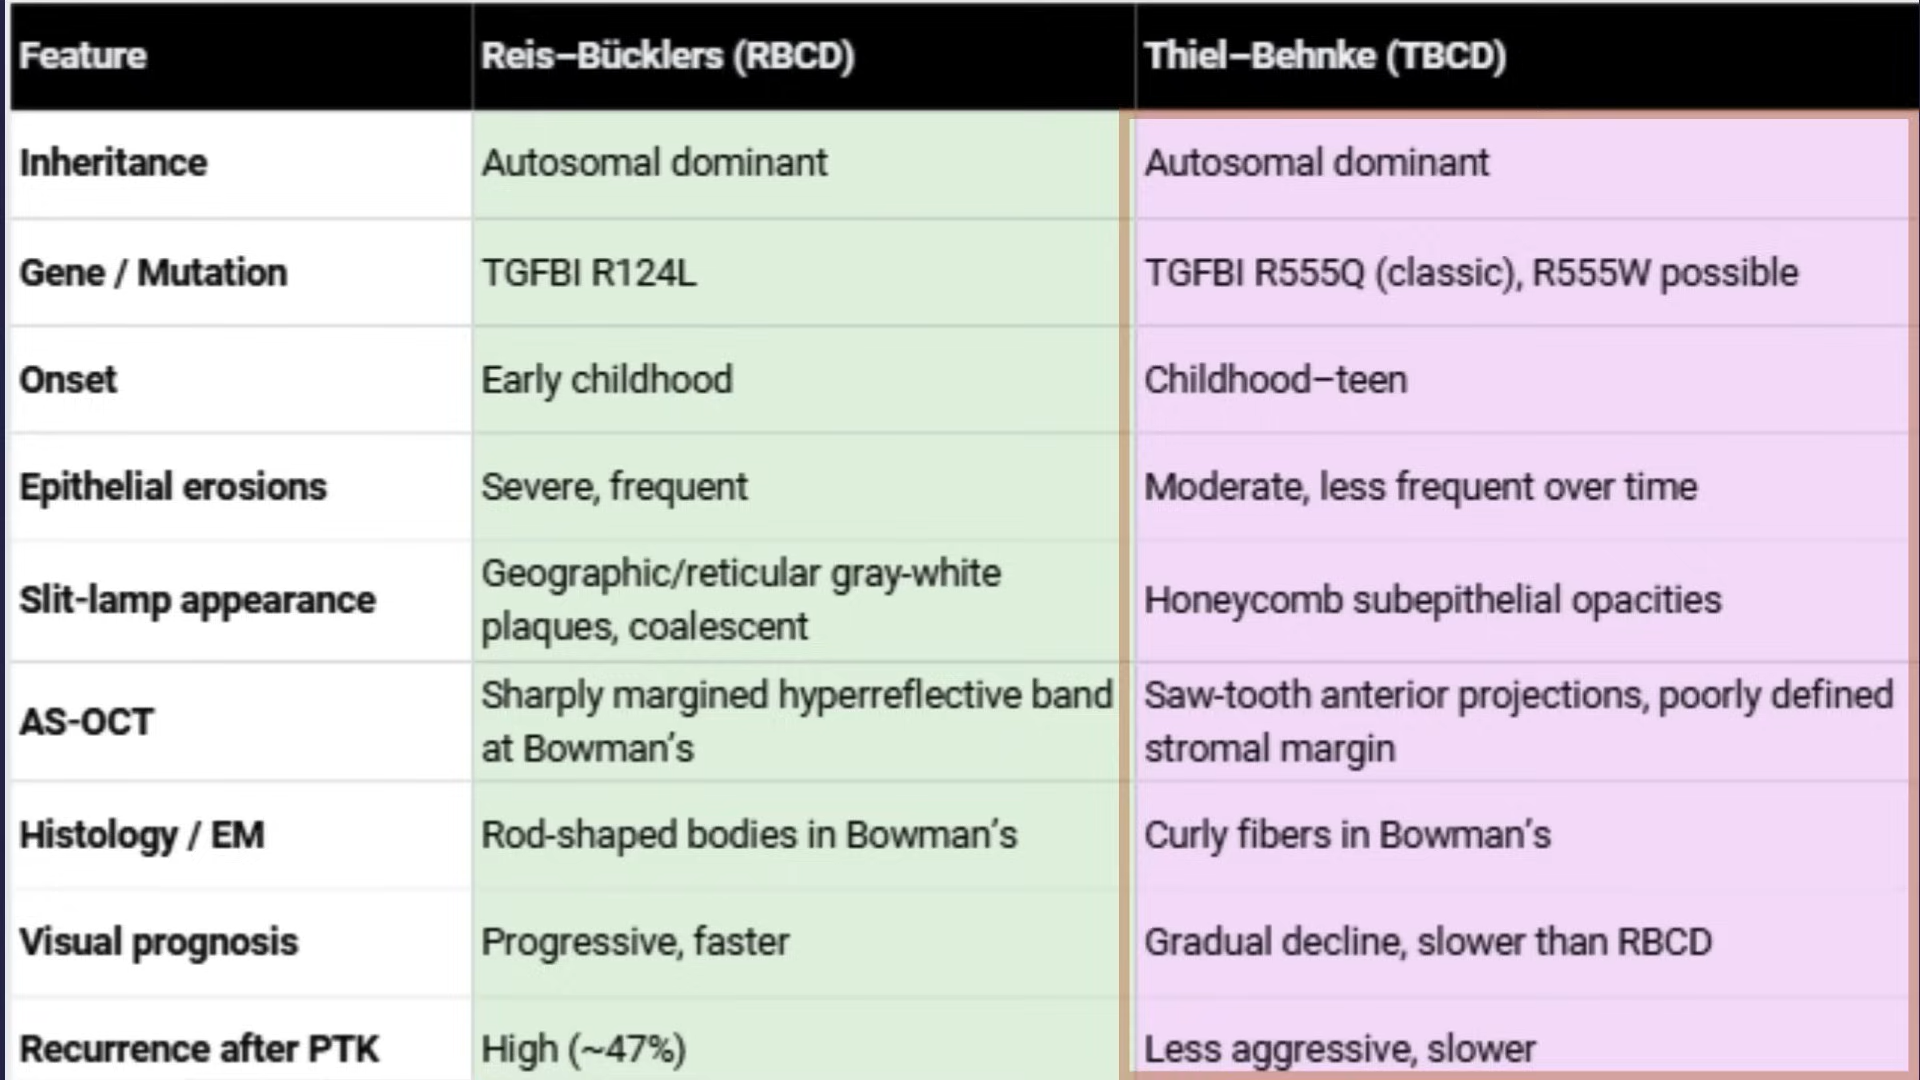 Feature Reis–Bücklers (RBCD) Thiel–Behnke (TBCD)
Inheritance Autosomal dominant Autosomal dominant
Gene / Mutation TGFBI R124L TGFBI R555Q (classic), R555W possible
Onset Early childhood Childhood–teen
Epithelial erosions Severe, frequent Moderate, less frequent over time
Slit-lamp appearance Geographic/reticular gray-white
plaques, coalescent Honeycomb subepithelial opacities
AS-OCT Sharply margined hyperreflective band
at Bowman’s Saw-tooth anterior projections, poorly defined
stromal margin
Histology / EM Rod-shaped bodies in Bowman’s Curly fibers in Bowman’s
Visual prognosis Progressive, faster Gradual decline, slower than RBCD
Recurrence after PTK High (~47%) Less aggressive, slower